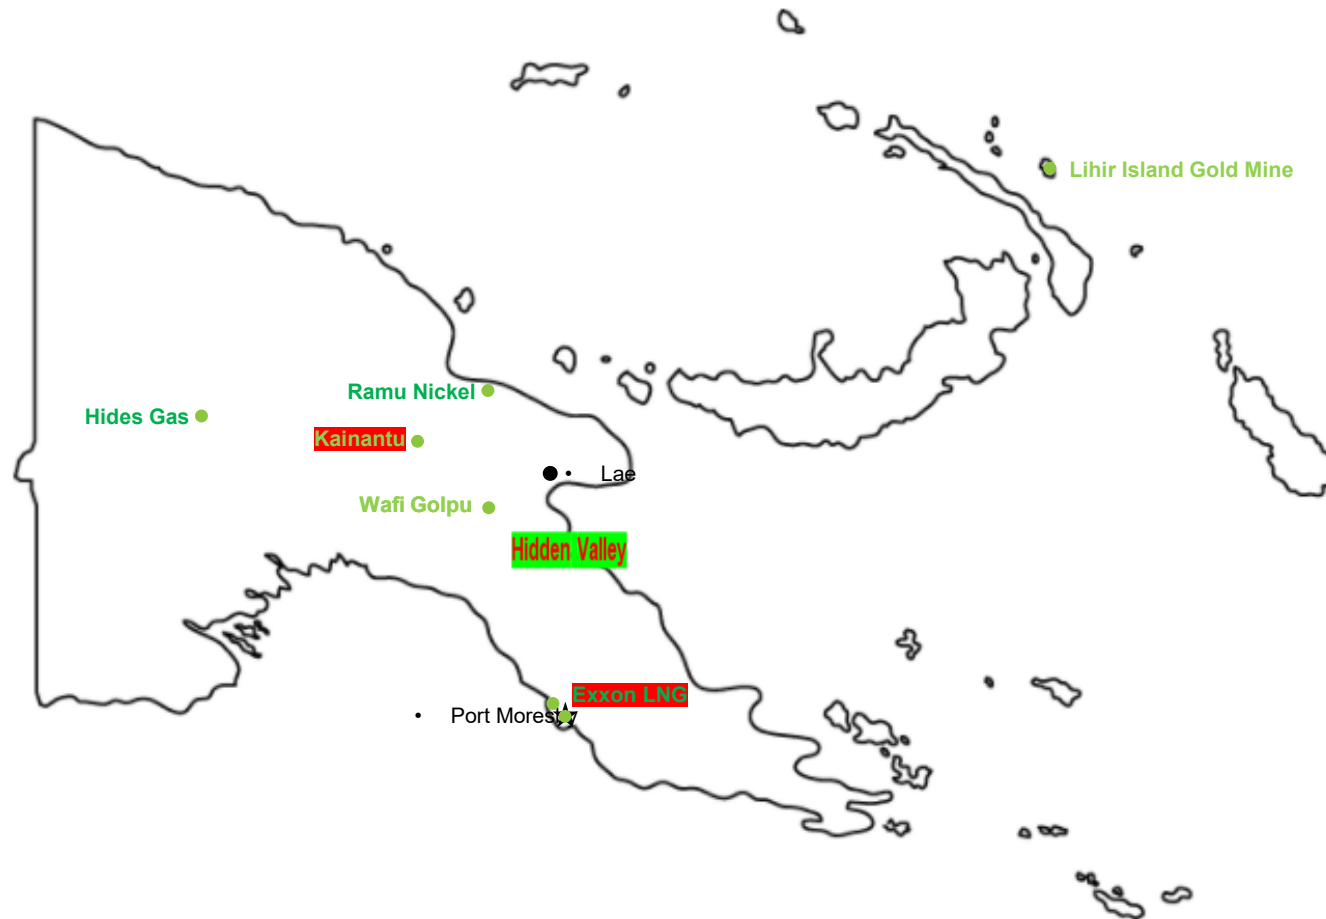 Lihir Island Gold Mine
Ramu Nickel
Hides Gas
Kainantu
• Lae
Wafi Golpu
Hidden Valley
Exxon LNG
• Port Moresby